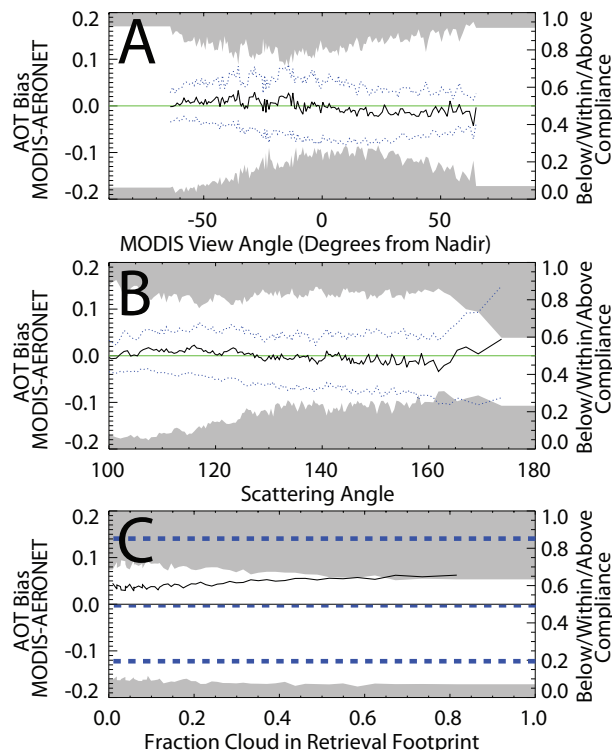 A
0.2
0.1
0.0
-0.1
-0.2
AOT Bias
MODIS-AERONET
1.0
0.8
0.6
0.4
0.2
0.0
Below/Within/Above
Compliance
-50
0
50
MODIS View Angle (Degrees from Nadir)
B
0.2
0.1
0.0
-0.1
-0.2
AOT Bias
MODIS-AERONET
1.0
0.8
0.6
0.4
0.2
0.0
Below/Within/Above
Compliance
100
120
140
160
180
Scattering Angle
C
0.2
0.1
0.0
-0.1
-0.2
AOT Bias
MODIS-AERONET
1.0
0.8
0.6
0.4
0.2
0.0
Below/Within/Above
Compliance
0.0
0.2
0.4
0.6
0.8
1.0
Fraction Cloud in Retrieval Footprint